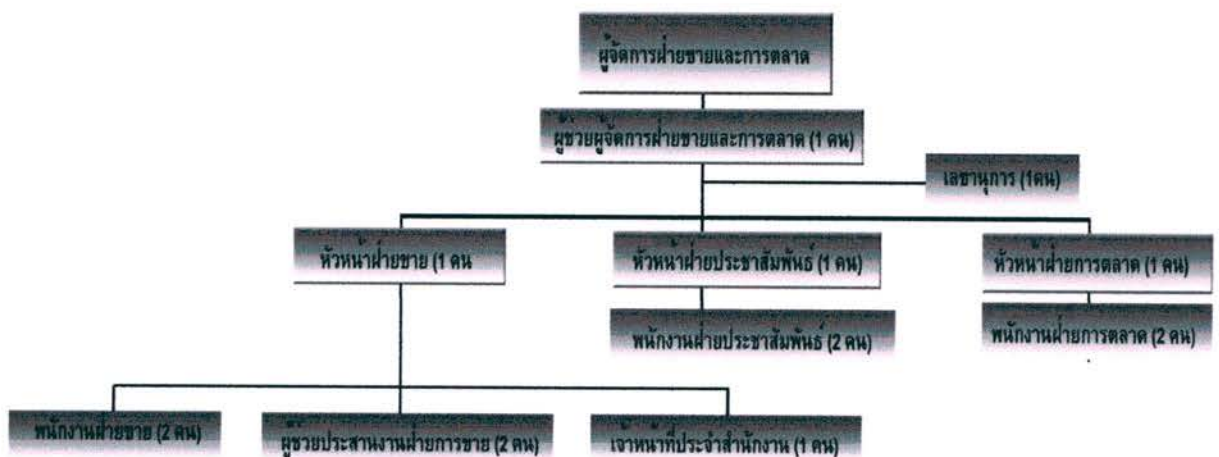 ผู้จัดการฝ่ายขายและการตลาด
ผู้ช่วยผู้จัดการฝ่ายขายและการตลาด (1 คน)
เลขานุการ (1คน)
หัวหน้าฝ่ายขาย (1 คน
หัวหน้าฝ่ายประชาสัมพันธ์ (1 คน)
หัวหน้าฝ่ายการตลาด (1 คน)
พนักงานฝ่ายประชาสัมพันธ์ (2 คน)
พนักงานฝ่ายการตลาด (2 คน)
พนักงานฝ่ายขาย (2 คน)
ผู้ช่วยประสานงานฝ่ายการขาย (2 คน)
เจ้าหน้าที่ประจำสำนักงาน (1 คน)